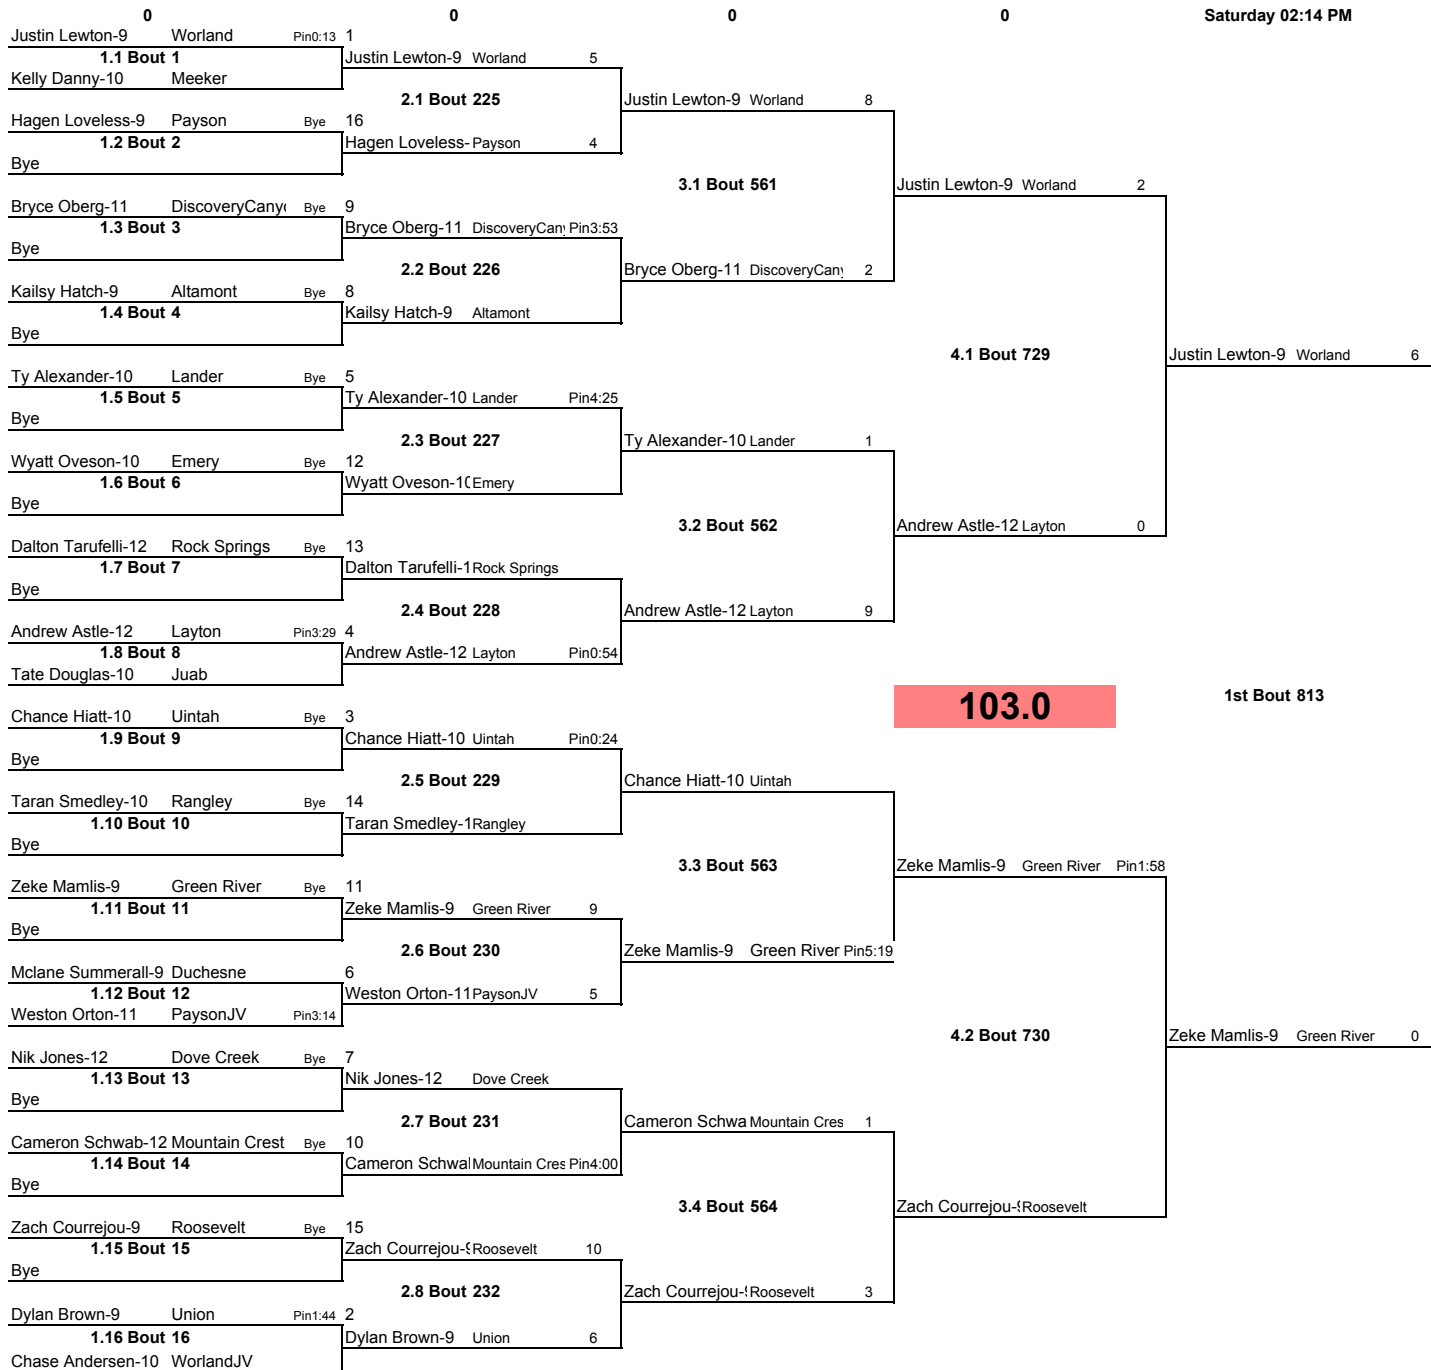 0 0 0 0 Saturday 02:14 PM
Justin Lewton-9 Worland Pin0:13 1
1.1 Bout 1 Justin Lewton-9 Worland 5
Kelly Danny-10 Meeker
2.1 Bout 225 Justin Lewton-9 Worland 8
Hagen Loveless-9 Payson Bye 16
1.2 Bout 2 Hagen Loveless- Payson 4
Bye
3.1 Bout 561 Justin Lewton-9 Worland 2
Bryce Oberg-11 DiscoveryCany Bye 9
1.3 Bout 3 Bryce Oberg-11 DiscoveryCany Pin3:53
Bye
2.2 Bout 226 Bryce Oberg-11 DiscoveryCany 2
Kailsy Hatch-9 Altamont Bye 8
1.4 Bout 4 Kailsy Hatch-9 Altamont
Bye
4.1 Bout 729 Justin Lewton-9 Worland 6
Ty Alexander-10 Lander Bye 5
1.5 Bout 5 Ty Alexander-10 Lander Pin4:25
Bye
2.3 Bout 227 Ty Alexander-10 Lander 1
Wyatt Oveson-10 Emery Bye 12
1.6 Bout 6 Wyatt Oveson-10 Emery
Bye
3.2 Bout 562 Andrew Astle-12 Layton 0
Dalton Tarufelli-12 Rock Springs Bye 13
1.7 Bout 7 Dalton Tarufelli-1 Rock Springs
Bye
2.4 Bout 228 Andrew Astle-12 Layton 9
Andrew Astle-12 Layton Pin3:29 4
1.8 Bout 8 Andrew Astle-12 Layton Pin0:54
Tate Douglas-10 Juab
103.0 1st Bout 813
Chance Hiatt-10 Uintah Bye 3
1.9 Bout 9 Chance Hiatt-10 Uintah Pin0:24
Bye
2.5 Bout 229 Chance Hiatt-10 Uintah
Taran Smedley-10 Rangley Bye 14
1.10 Bout 10 Taran Smedley-1 Rangley
Bye
3.3 Bout 563 Zeke Mamlis-9 Green River Pin1:58
Zeke Mamlis-9 Green River Bye 11
1.11 Bout 11 Zeke Mamlis-9 Green River 9
Bye
2.6 Bout 230 Zeke Mamlis-9 Green River Pin5:19
Mclane Summerall-9 Duchesne 6
1.12 Bout 12 Weston Orton-11 PaysonJV 5
Weston Orton-11 PaysonJV Pin3:14
4.2 Bout 730 Zeke Mamlis-9 Green River 0
Nik Jones-12 Dove Creek Bye 7
1.13 Bout 13 Nik Jones-12 Dove Creek
Bye
2.7 Bout 231 Cameron Schwa Mountain Cres 1
Cameron Schwab-12 Mountain Crest Bye 10
1.14 Bout 14 Cameron Schwal Mountain Cres Pin4:00
Bye
3.4 Bout 564 Zach Courrejou-9 Roosevelt
Zach Courrejou-9 Roosevelt Bye 15
1.15 Bout 15 Zach Courrejou-9 Roosevelt 10
Bye
2.8 Bout 232 Zach Courrejou-9 Roosevelt 3
Dylan Brown-9 Union Pin1:44 2
1.16 Bout 16 Dylan Brown-9 Union 6
Chase Andersen-10 WorlandJV